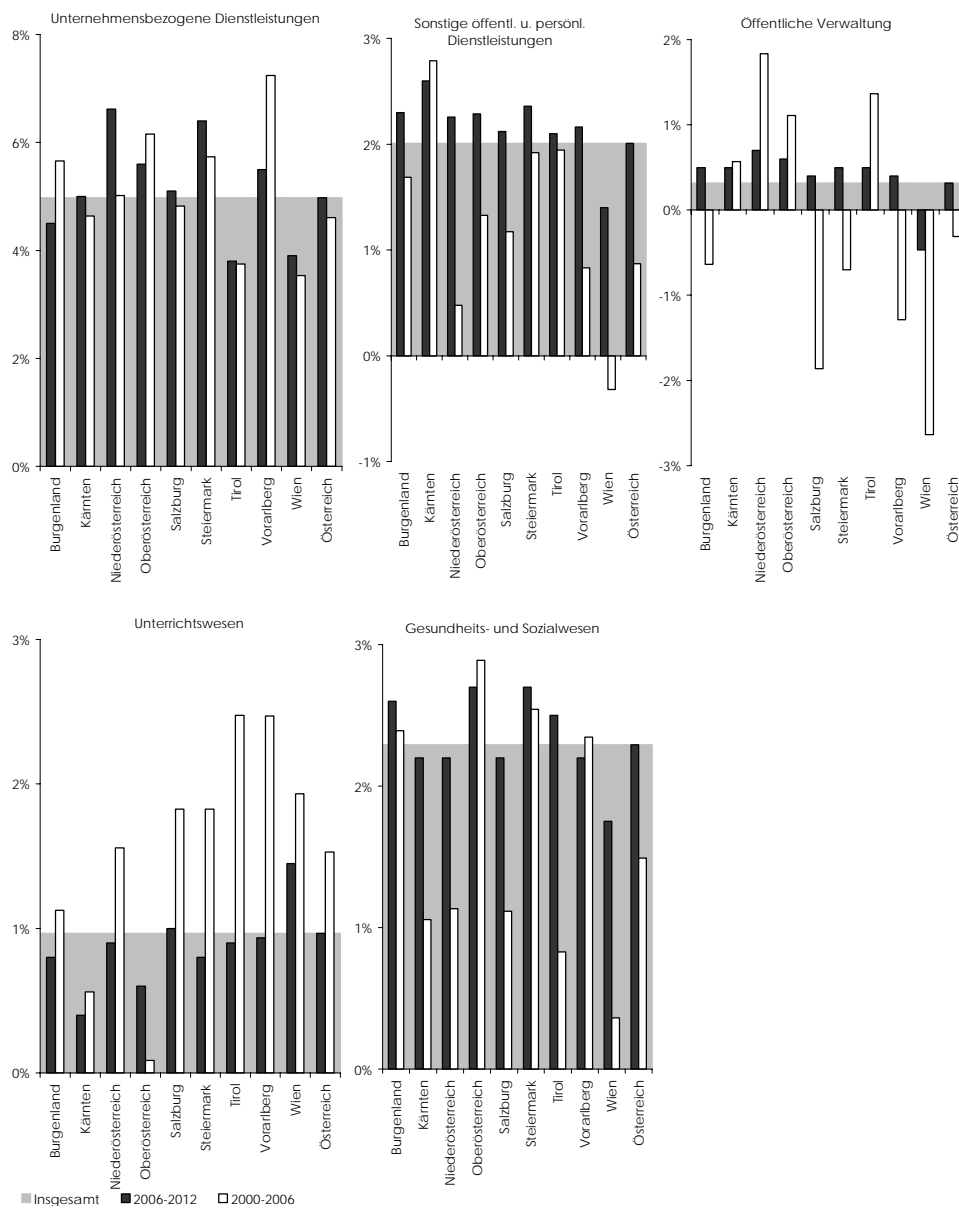 Unternehmensbezogene Dienstleistungen
8%
6%
4%
2%
0%
Burgenland
Kärnten
Niederösterreich
Oberösterreich
Salzburg
Steiermark
Tirol
Vorarlberg
Wien
Österreich
Sonstige öffentl. u. persönl.
Dienstleistungen
3%
2%
1%
0%
-1%
Burgenland
Kärnten
Niederösterreich
Oberösterreich
Salzburg
Steiermark
Tirol
Vorarlberg
Wien
Österreich
Öffentliche Verwaltung
2%
1%
0%
-1%
-2%
-3%
Burgenland
Kärnten
Niederösterreich
Oberösterreich
Salzburg
Steiermark
Tirol
Vorarlberg
Wien
Österreich
Unterrichtswesen
3%
2%
1%
0%
Burgenland
Kärnten
Niederösterreich
Oberösterreich
Salzburg
Steiermark
Tirol
Vorarlberg
Wien
Österreich
Gesundheits- und Sozialwesen
3%
2%
1%
0%
Burgenland
Kärnten
Niederösterreich
Oberösterreich
Salzburg
Steiermark
Tirol
Vorarlberg
Wien
Österreich
Insgesamt 2006-2012 2000-2006